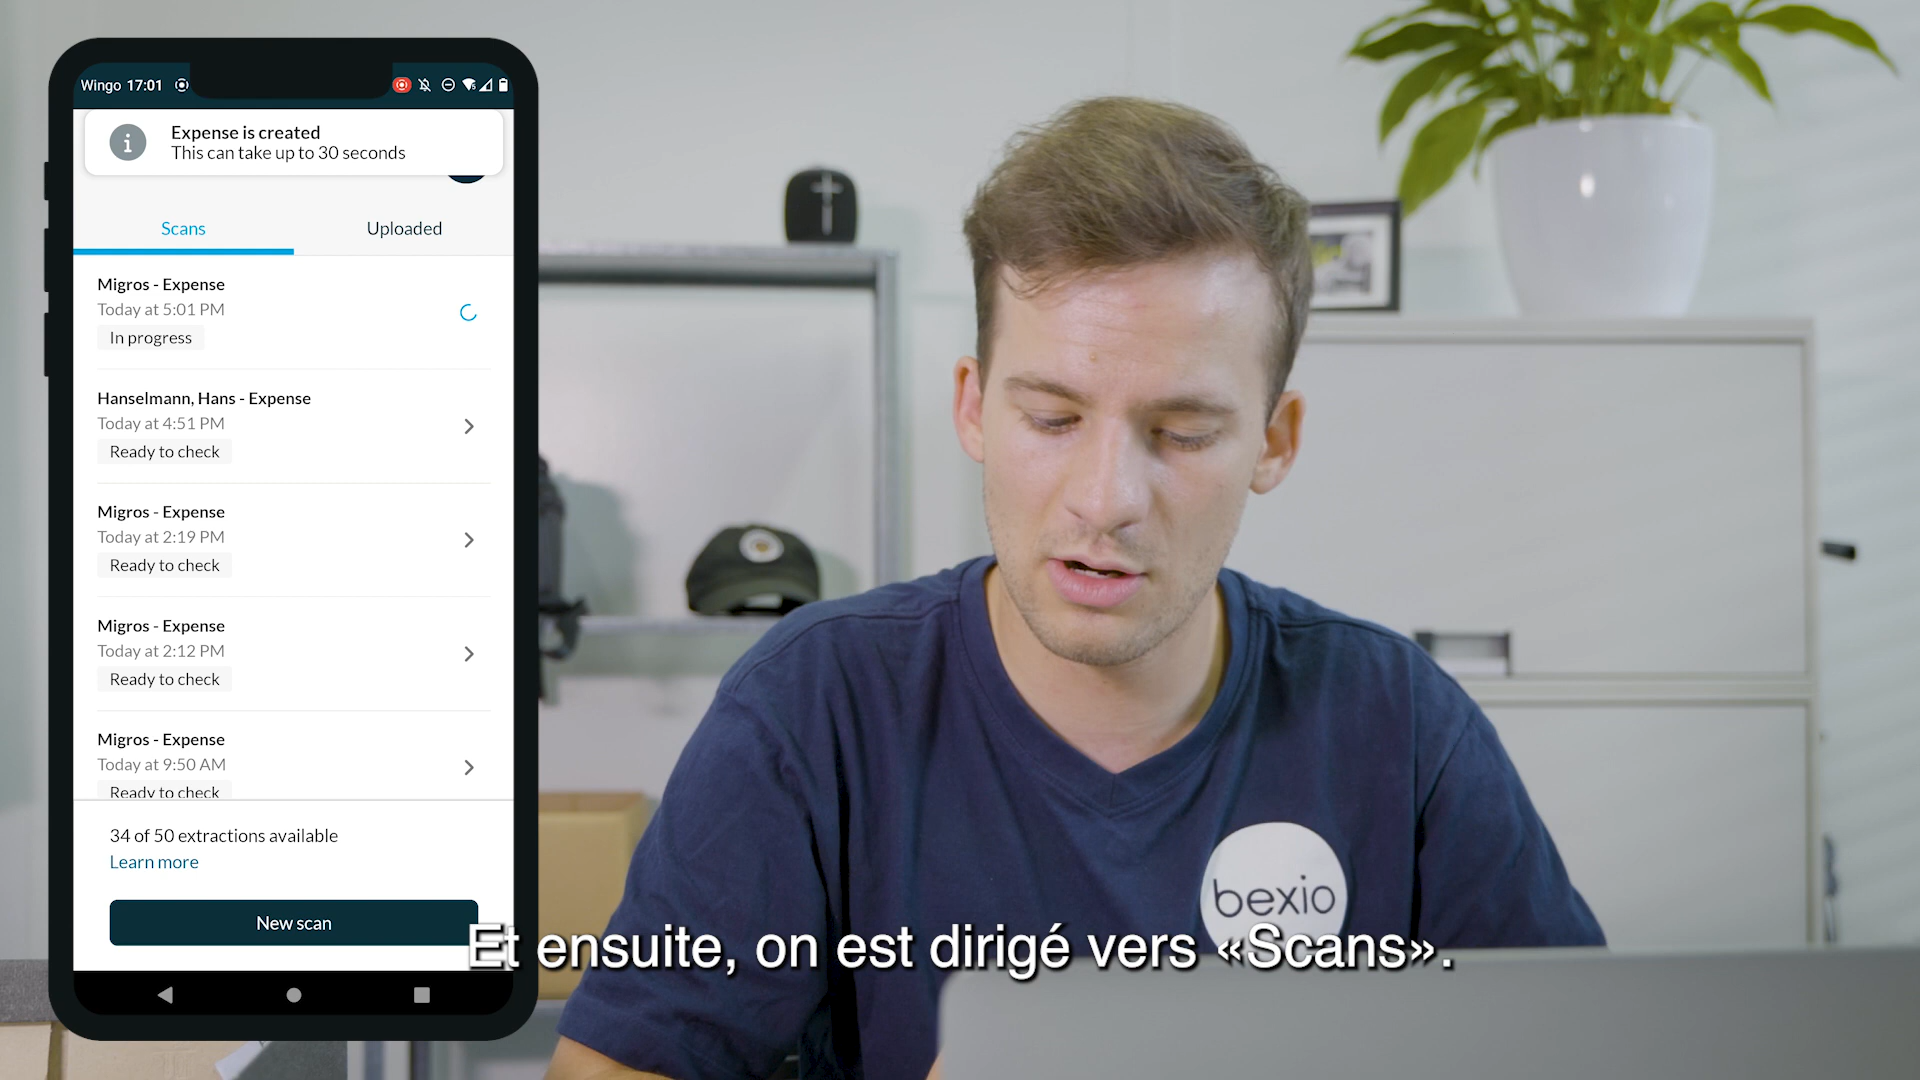 Wingo 17:01
Expense is created
This can take up to 30 seconds
Scans
Uploaded
Migros - Expense
Today at 5:01 PM
In progress
Hanselmann, Hans - Expense
Today at 4:51 PM
Ready to check
Migros - Expense
Today at 2:19 PM
Ready to check
Migros - Expense
Today at 2:12 PM
Ready to check
Migros - Expense
Today at 9:50 AM
Ready to check
34 of 50 extractions available
Learn more
New scan
bexio
Et ensuite, on est dirigé vers «Scans».